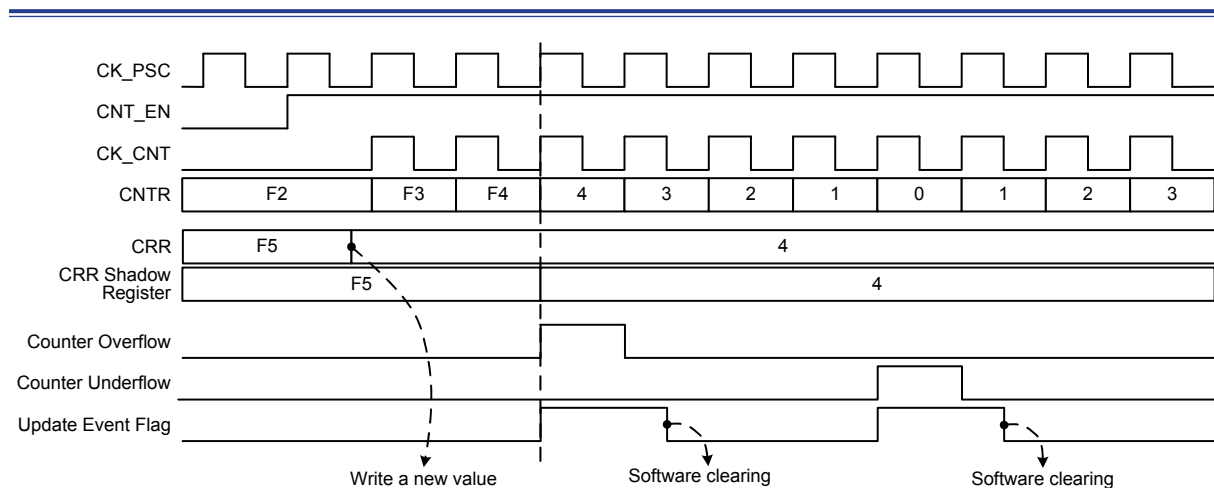 CK_PSC
CNT_EN
CK_CNT
CNTR F2 F3 F4 4 3 2 1 0 1 2 3
CRR F5 4
CRR Shadow
Register F5 4
Counter Overflow
Counter Underflow
Update Event Flag
Write a new value Software clearing Software clearing